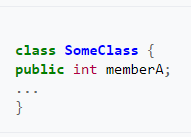 class SomeClass {
public int memberA;
...
}